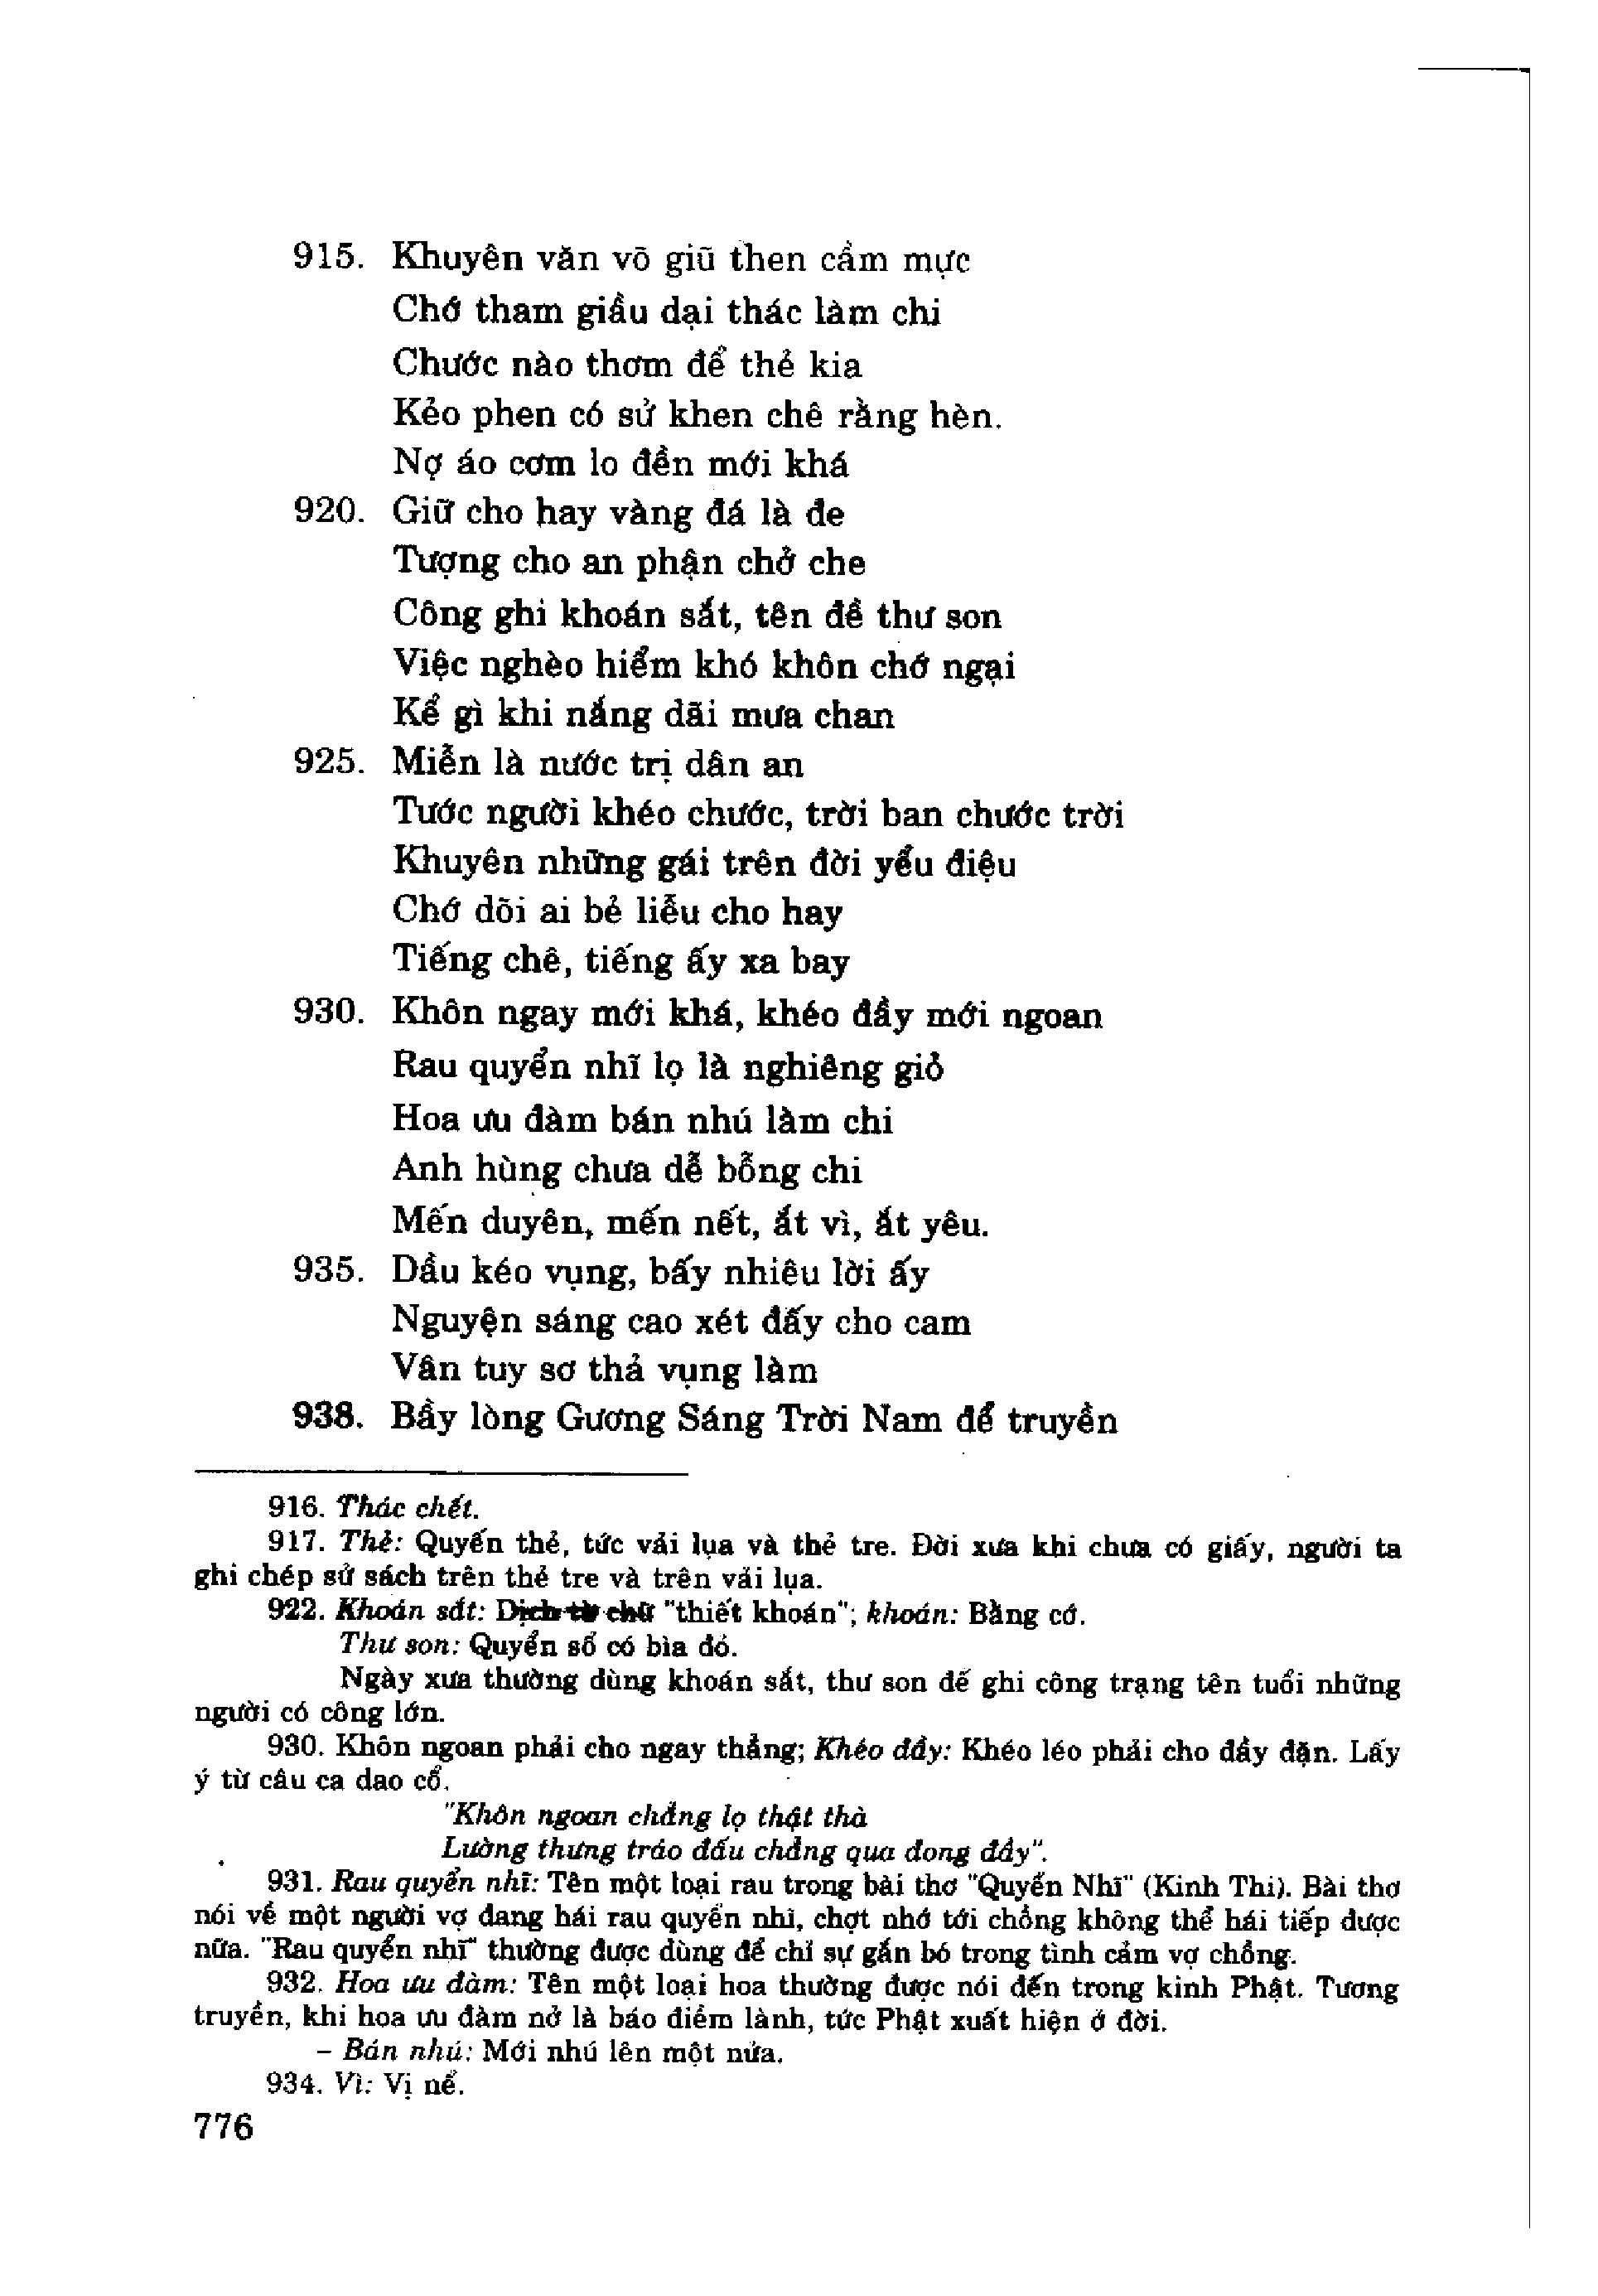 915. Khuyên văn võ giũ then cầm mực
Chớ tham giầu dại thác làm chi
Chước nào thơm để thẻ kia
Kẻo phen có sử khen chê rằng hèn.
Nợ áo cơm lo đền mới khá
920. Giữ cho hay vàng đá là đe
Tượng cho an phận chở che
Công ghi khoán sắt, tên đề thư son
Việc nghèo hiểm khó khôn chớ ngại
Kể gì khi nắng dãi mưa chan
925. Miễn là nước trị dân an
Tước người khéo chước, trời ban chước trời
Khuyên những gái trên đời yểu điệu
Chớ dõi ai bẻ liễu cho hay
Tiếng chê, tiếng ấy xa bay
930. Khôn ngay mới khá, khéo đầy mới ngoan
Rau quyển nhĩ lọ là nghiêng giỏ
Hoa ưu đàm bán nhú làm chi
Anh hùng chưa dễ bỗng chi
Mến duyên, mến nết, ắt vì, ắt yêu.
935. Dầu kéo vụng, bấy nhiêu lời ấy
Nguyện sáng cao xét đấy cho cam
Vân tuy sơ thả vụng làm
938. Bầy lòng Gương Sáng Trời Nam để truyền
916. Thác chết.
917. Thẻ: Quyến thẻ, tức vải lụa và thẻ tre. Đời xưa khi chưa có giấy, người ta
ghi chép sử sách trên thẻ tre và trên vải lụa.
922. Khoán sắt: Dịch từ chữ "thiết khoán"; khoán: Bằng cớ.
Thư son: Quyển sổ có bìa đỏ.
Ngày xưa thường dùng khoán sắt, thư son để ghi công trạng tên tuổi những
người có công lớn.
930. Khôn ngoan phải cho ngay thẳng; Khéo đầy: Khéo léo phải cho đầy đặn. Lấy
ý từ câu ca dao cổ.
"Khôn ngoan chẳng lọ thật thà
Lường thưng tráo đấu chẳng qua đong đầy".
931. Rau quyển nhĩ: Tên một loại rau trong bài thơ "Quyển Nhĩ" (Kinh Thi). Bài thơ
nói về một người vợ đang hái rau quyển nhĩ, chợt nhớ tới chồng không thể hái tiếp được
nữa. "Rau quyển nhĩ" thường được dùng để chỉ sự gắn bó trong tình cảm vợ chồng.
932. Hoa ưu đàm: Tên một loại hoa thường được nói đến trong kinh Phật. Tương
truyền, khi hoa ưu đàm nở là báo điềm lành, tức Phật xuất hiện ở đời.
– Bán nhú: Mới nhú lên một nửa.
934. Vì: Vị nể.
776